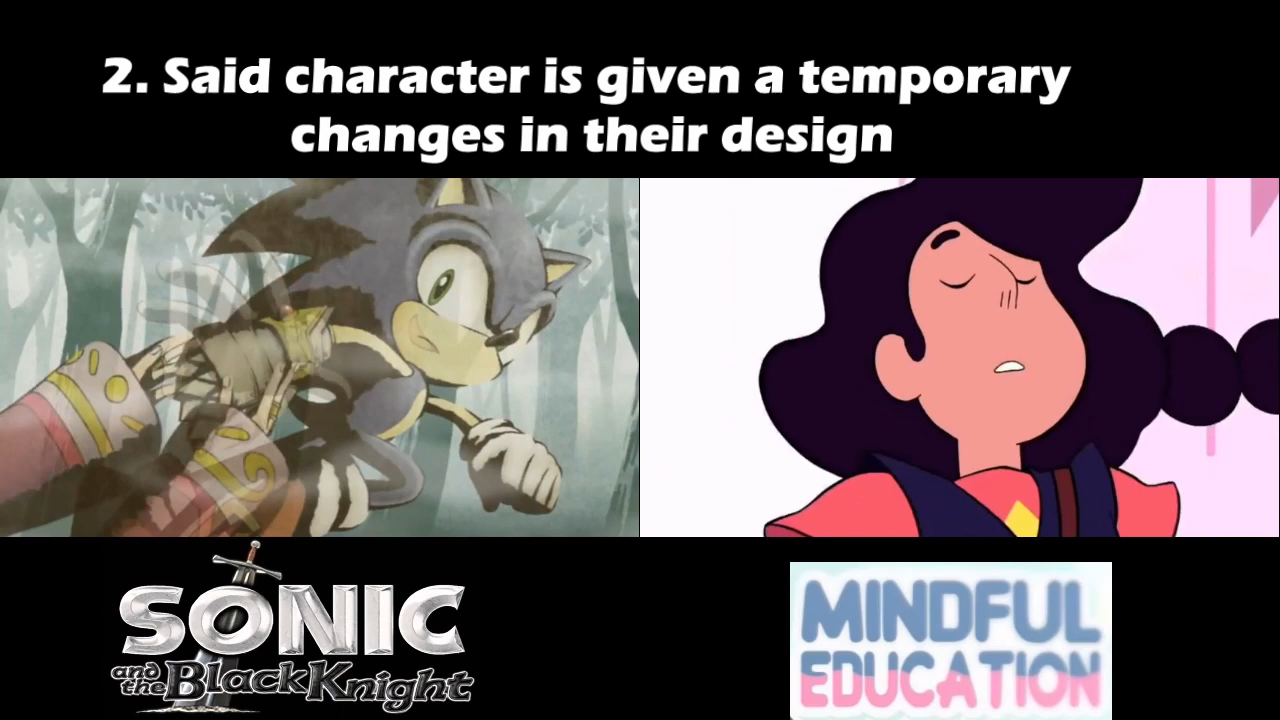 2. Said character is given a temporary
changes in their design
SONIC
and the Black Knight
MINDFUL
EDUCATION